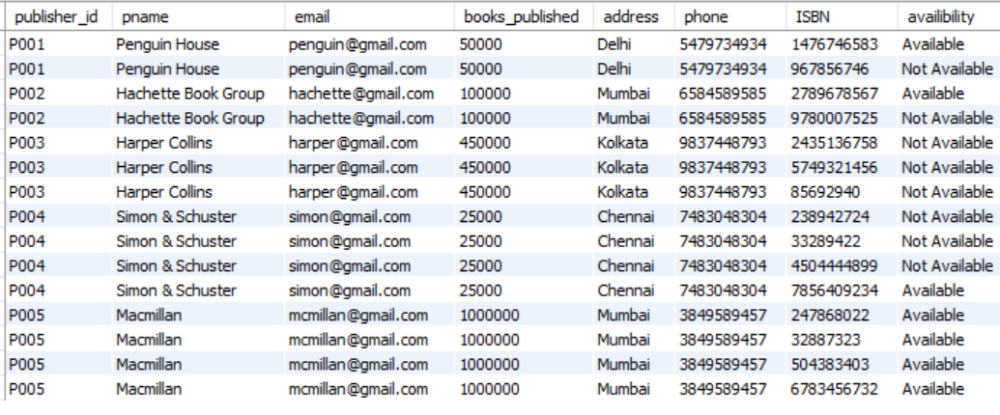 publisher_id pname email books_published address phone ISBN availibility
P001 Penguin House penguin@gmail.com 50000 Delhi 5479734934 1476746583 Available
P001 Penguin House penguin@gmail.com 50000 Delhi 5479734934 967856746 Not Available
P002 Hachette Book Group hachette@gmail.com 100000 Mumbai 6584589585 2789678567 Available
P002 Hachette Book Group hachette@gmail.com 100000 Mumbai 6584589585 9780007525 Not Available
P003 Harper Collins harper@gmail.com 450000 Kolkata 9837448793 2435136758 Not Available
P003 Harper Collins harper@gmail.com 450000 Kolkata 9837448793 5749321456 Not Available
P003 Harper Collins harper@gmail.com 450000 Kolkata 9837448793 85692940 Not Available
P004 Simon & Schuster simon@gmail.com 25000 Chennai 7483048304 238942724 Not Available
P004 Simon & Schuster simon@gmail.com 25000 Chennai 7483048304 33289422 Not Available
P004 Simon & Schuster simon@gmail.com 25000 Chennai 7483048304 4504444899 Not Available
P004 Simon & Schuster simon@gmail.com 25000 Chennai 7483048304 7856409234 Available
P005 Macmillan mcmillan@gmail.com 1000000 Mumbai 3849589457 247868022 Available
P005 Macmillan mcmillan@gmail.com 1000000 Mumbai 3849589457 32887323 Available
P005 Macmillan mcmillan@gmail.com 1000000 Mumbai 3849589457 504383403 Available
P005 Macmillan mcmillan@gmail.com 1000000 Mumbai 3849589457 6783456732 Available